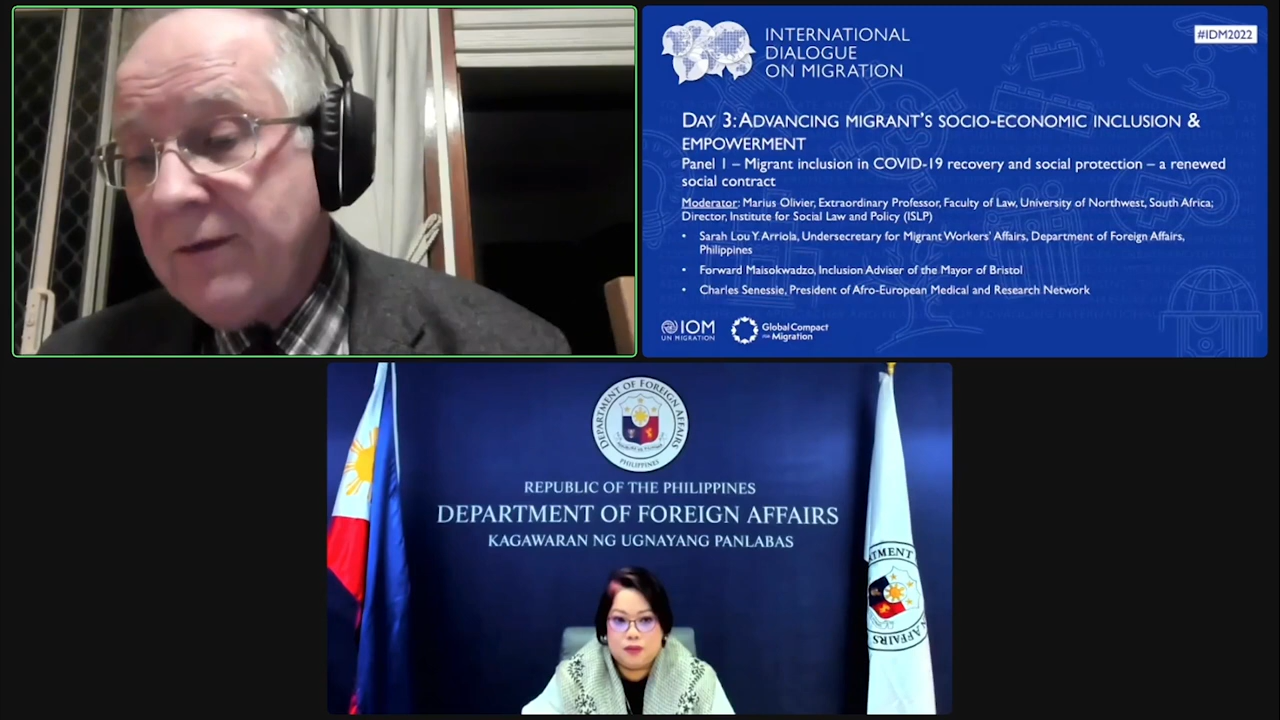 INTERNATIONAL
DIALOGUE
ON MIGRATION
#IDM2022
DAY 3: ADVANCING MIGRANT'S SOCIO-ECONOMIC INCLUSION &
EMPOWERMENT
Panel 1 – Migrant inclusion in COVID-19 recovery and social protection – a renewed
social contract
Moderator: Marius Olivier, Extraordinary Professor, Faculty of Law, University of Northwest, South Africa;
Director, Institute for Social Law and Policy (ISLP)
• Sarah Lou Y. Arriola, Undersecretary for Migrant Workers' Affairs, Department of Foreign Affairs,
Philippines
• Forward Maisokwadzo, Inclusion Adviser of the Mayor of Bristol
• Charles Senessie, President of Afro-European Medical and Research Network
IOM
UN MIGRATION
Global Compact
FOR Migration
DEPARTMENT OF FOREIGN AFFAIRS
PHILIPPINES
REPUBLIC OF THE PHILIPPINES
DEPARTMENT OF FOREIGN AFFAIRS
KAGAWARAN NG UGNAYANG PANLABAS